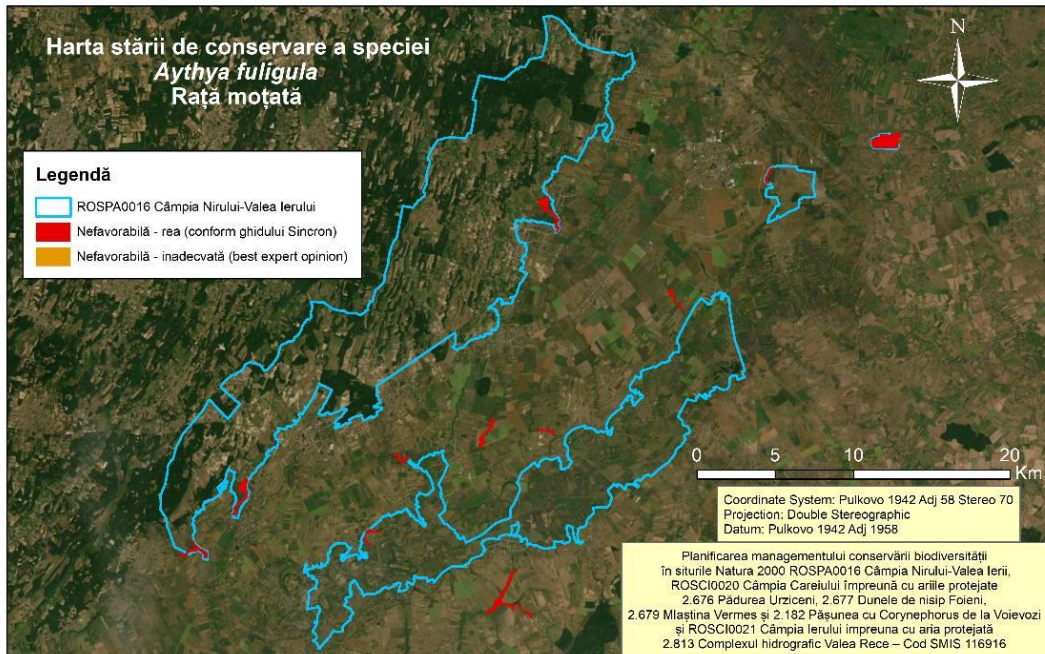 Harta stării de conservare a speciei
Aythya fuligula
Rață moțată
N
Legendă
ROSPA0016 Câmpia Nirului-Valea Ierului
Nefavorabilă - rea (conform ghidului Sincron)
Nefavorabilă - inadecvată (best expert opinion)
0 5 10 20
Km
Coordinate System: Pulkovo 1942 Adj 58 Stereo 70
Projection: Double Stereographic
Datum: Pulkovo 1942 Adj 1958
Planificarea managementului conservării biodiversității
în siturile Natura 2000 ROSPA0016 Câmpia Nirului-Valea Ierii,
ROSCI0020 Câmpia Careiului împreună cu ariile protejate
2.676 Pădurea Urziceni, 2.677 Dunele de nisip Foieni,
2.679 Mlaștina Vermes și 2.182 Pășunea cu Corynephorus de la Voievozi
și ROSCI0021 Câmpia Ierului impreuna cu aria protejată
2.813 Complexul hidrografic Valea Rece – Cod SMIS 116916